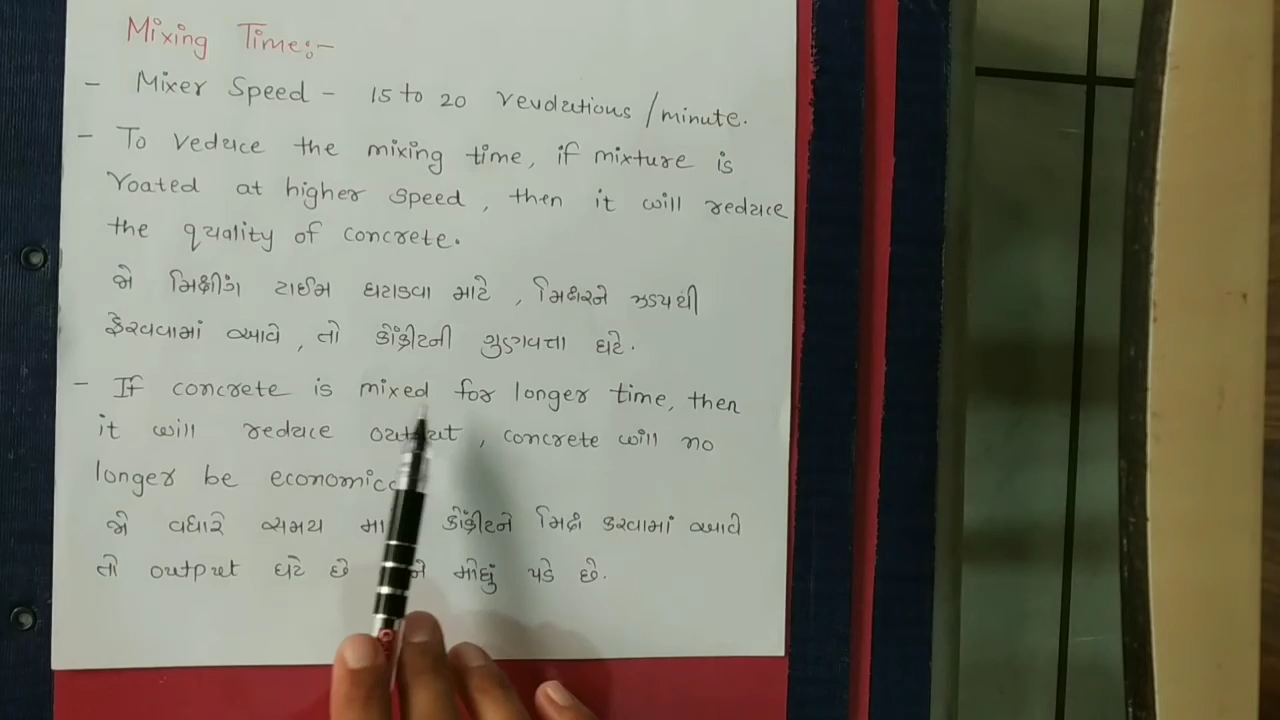 Mixing Time:-
- Mixer Speed - 15 to 20 revolutions /minute.
- To reduce the mixing time, if mixture is
roated at higher speed, then it will reduce
the quality of concrete.
જો મિક્ષીંગ ટાઈમ ઘટાડવા માટે, મિક્ષરને ઝડપથી
ફેરવવામાં આવે, તો કોંક્રીટની ગુણવત્તા ઘટે.
- If concrete is mixed for longer time, then
it will reduce output, concrete will no
longer be economic
જો વધારે સમય મા કોંક્રીટને મિક્ષ કરવામાં આવે
તો output ઘટે છે ને મોઘું પડે છે.